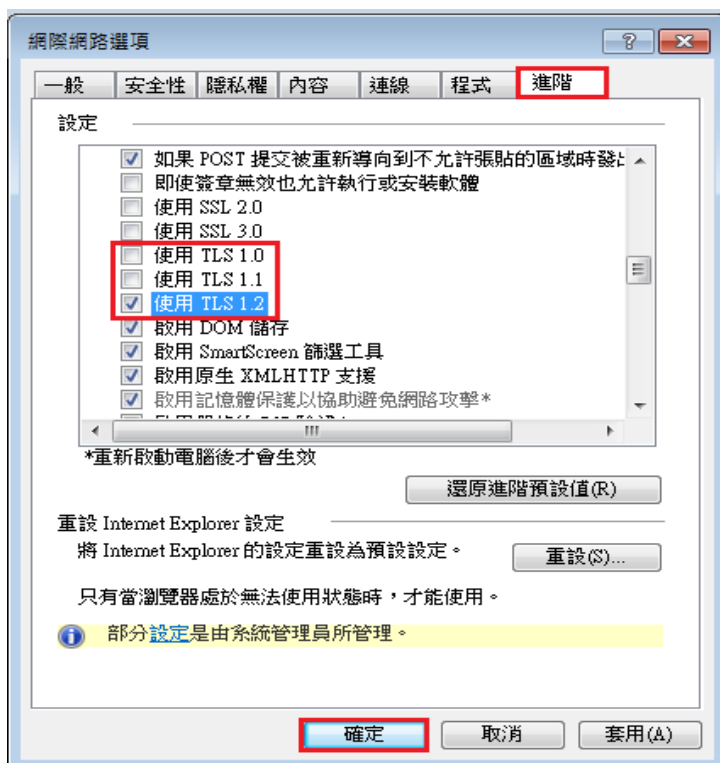 網際網路選項
一般 安全性 隱私權 內容 連線 程式 進階
設定
如果 POST 提交被重新導向到不允許張貼的區域時發出
即使簽章無效也允許執行或安裝軟體
使用 SSL 2.0
使用 SSL 3.0
使用 TLS 1.0
使用 TLS 1.1
使用 TLS 1.2
啟用 DOM 儲存
啟用 SmartScreen 篩選工具
啟用原生 XMLHTTP 支援
啟用記憶體保護以協助避免網路攻擊*
*重新啟動電腦後才會生效
還原進階預設值(R)
重設 Internet Explorer 設定
將 Internet Explorer 的設定重設為預設設定。
重設(S)...
只有當瀏覽器處於無法使用狀態時，才能使用。
部分設定是由系統管理員所管理。
確定 取消 套用(A)